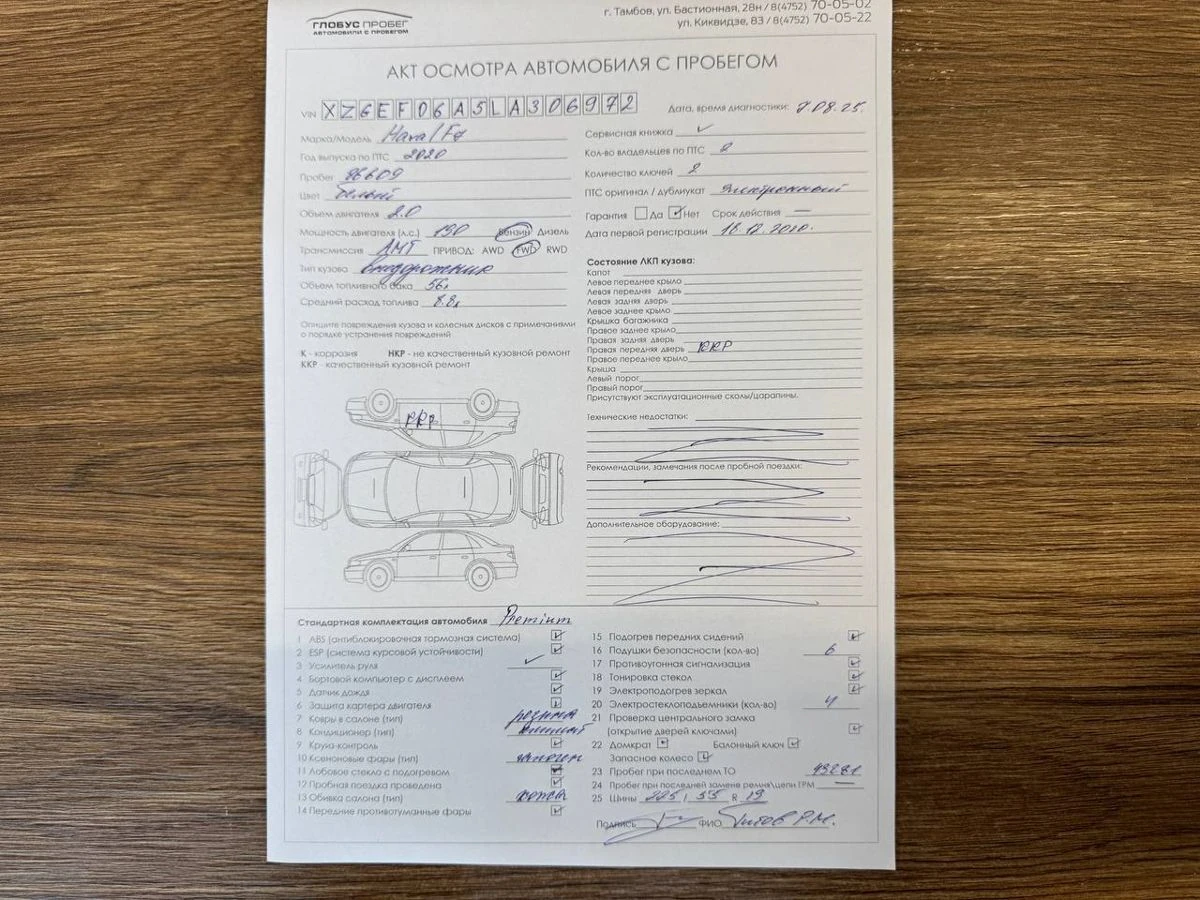 ГЛОБУС ПРОБЕГ
АВТОМОБИЛИ С ПРОБЕГОМ
г. Тамбов, ул. Бастионная, 28н / 8(4752) 70-05-02
ул. Киквидзе, 83 / 8(4752) 70-05-22
АКТ ОСМОТРА АВТОМОБИЛЯ С ПРОБЕГОМ
VIN XZGEF06A5LA306972
Дата, время диагностики: 7.08.25.
Марка/Модель Haval F7
Год выпуска по ПТС 2020
Пробег 96609
Цвет белый
Объем двигателя 2.0
Мощность двигателя (л.с.) 190 Бензин Дизель
Трансмиссия АМТ ПРИВОД: AWD FWD RWD
Тип кузова внедорожник
Объем топливного бака 56л
Средний расход топлива 8.8л
Опишите повреждения кузова и колесных дисков с примечаниями
о порядке устранения повреждений
К - коррозия НКР - не качественный кузовной ремонт
ККР - качественный кузовной ремонт
ККР
Сервисная книжка ✓
Кол-во владельцев по ПТС 2
Количество ключей 2
ПТС оригинал / дубликат Электронный
Гарантия Да ✓ Нет Срок действия —
Дата первой регистрации 18.12.2020.
Состояние ЛКП кузова:
Капот
Левое переднее крыло
Левая передняя дверь
Левая задняя дверь
Левое заднее крыло
Крышка багажника
Правое заднее крыло
Правая задняя дверь
Правая передняя дверь ККР
Правое переднее крыло
Крыша
Левый порог
Правый порог
Присутствуют эксплуатационные сколы/царапины.
Технические недостатки:
Рекомендации, замечания после пробной поездки:
Дополнительное оборудование:
Стандартная комплектация автомобиля Premium
1 ABS (антиблокировочная тормозная система) ✓
2 ESP (система курсовой устойчивости) ✓
3 Усилитель руля ✓
4 Бортовой компьютер с дисплеем ✓
5 Датчик дождя ✓
6 Защита картера двигателя ✓
7 Ковры в салоне (тип) резина
8 Кондиционер (тип) климат
9 Круиз-контроль ✓
10 Ксеноновые фары (тип)
11 Лобовое стекло с подогревом ✓
12 Пробная поездка проведена ✓
13 Обивка салона (тип) кожа
14 Передние противотуманные фары ✓
15 Подогрев передних сидений ✓
16 Подушки безопасности (кол-во) 6
17 Противоугонная сигнализация ✓
18 Тонировка стекол ✓
19 Электроподогрев зеркал ✓
20 Электростеклоподъемники (кол-во) 4
21 Проверка центрального замка
(открытие дверей ключами) ✓
22 Домкрат ✓ Балонный ключ ✓
Запасное колесо ✓
23 Пробег при последнем ТО 93281
24 Пробег при последней замене ремня\цепи ГРМ —
25 Шины 225 / 55 R 19
Подпись ФИО Титов Р.М.